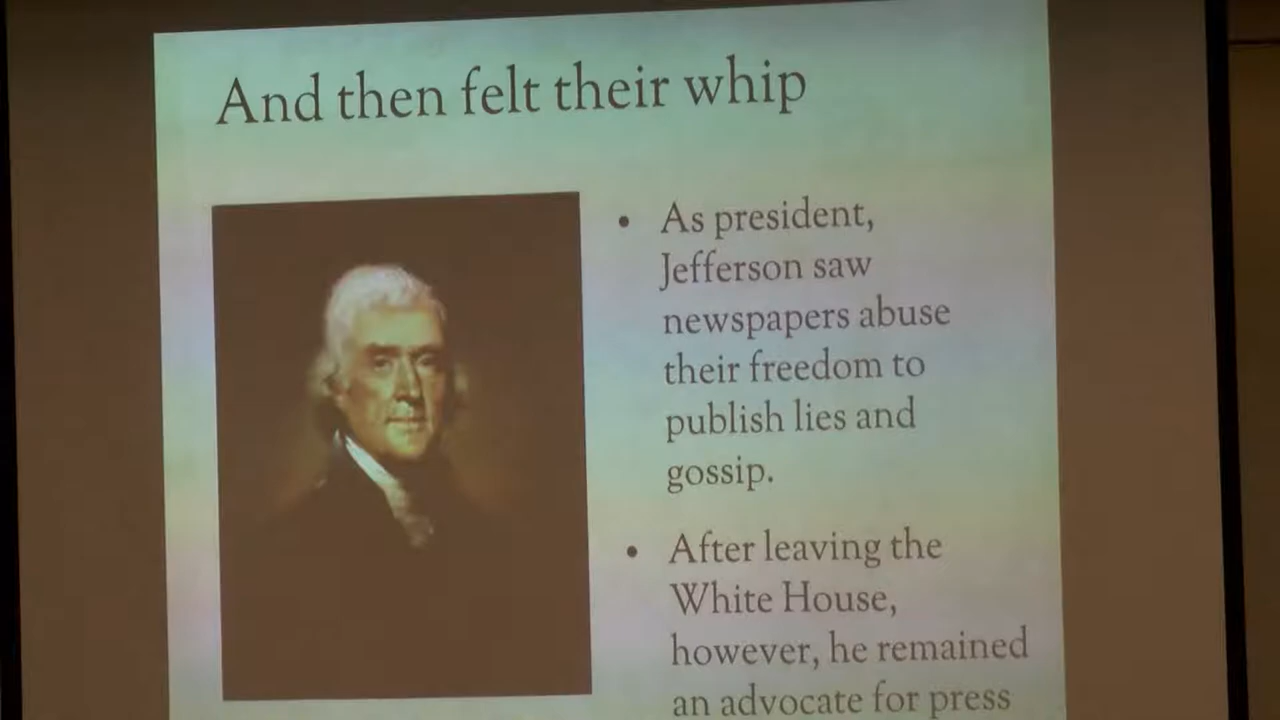 And then felt their whip
• As president,
Jefferson saw
newspapers abuse
their freedom to
publish lies and
gossip.
• After leaving the
White House,
however, he remained
an advocate for press